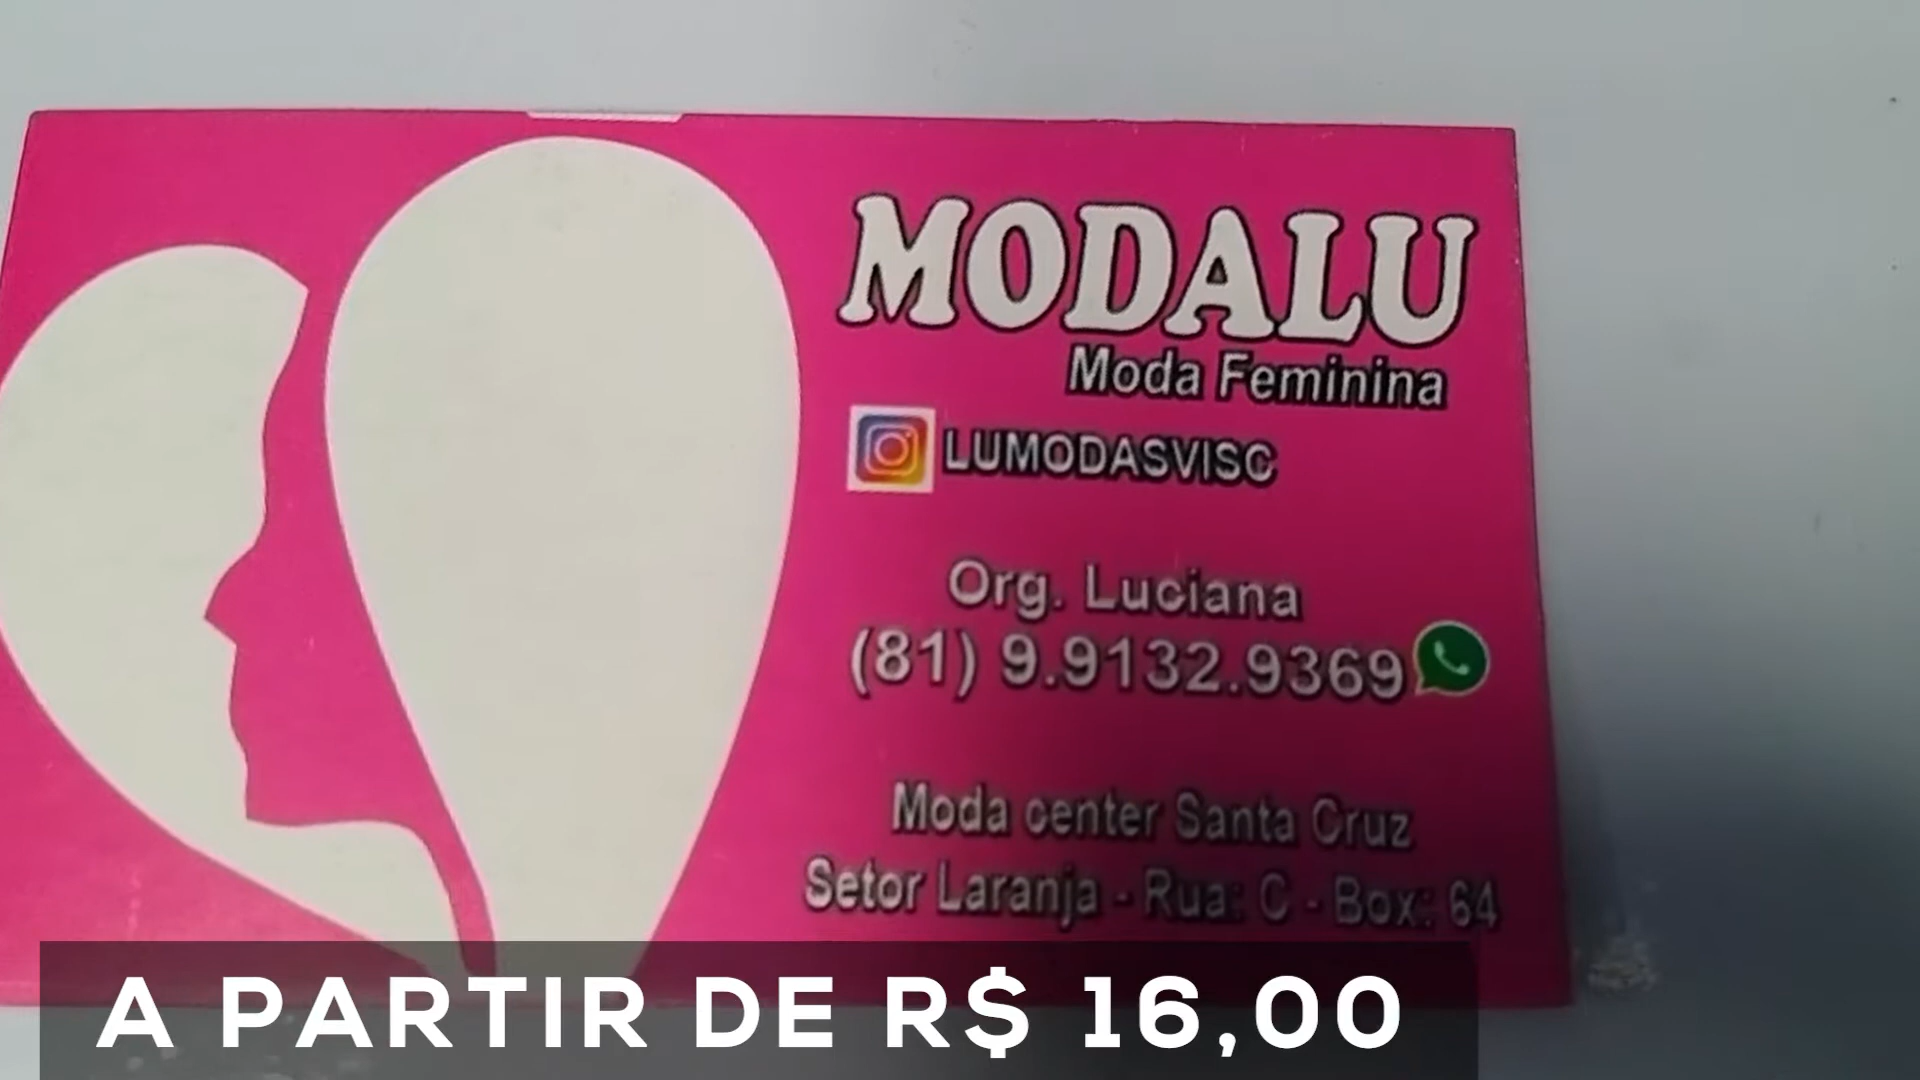 MODALU
Moda Feminina
LUMODASVISC
Org. Luciana
(81) 9.9132.9369
Moda center Santa Cruz
Setor Laranja - Rua: C - Box: 64
A PARTIR DE R$ 16,00